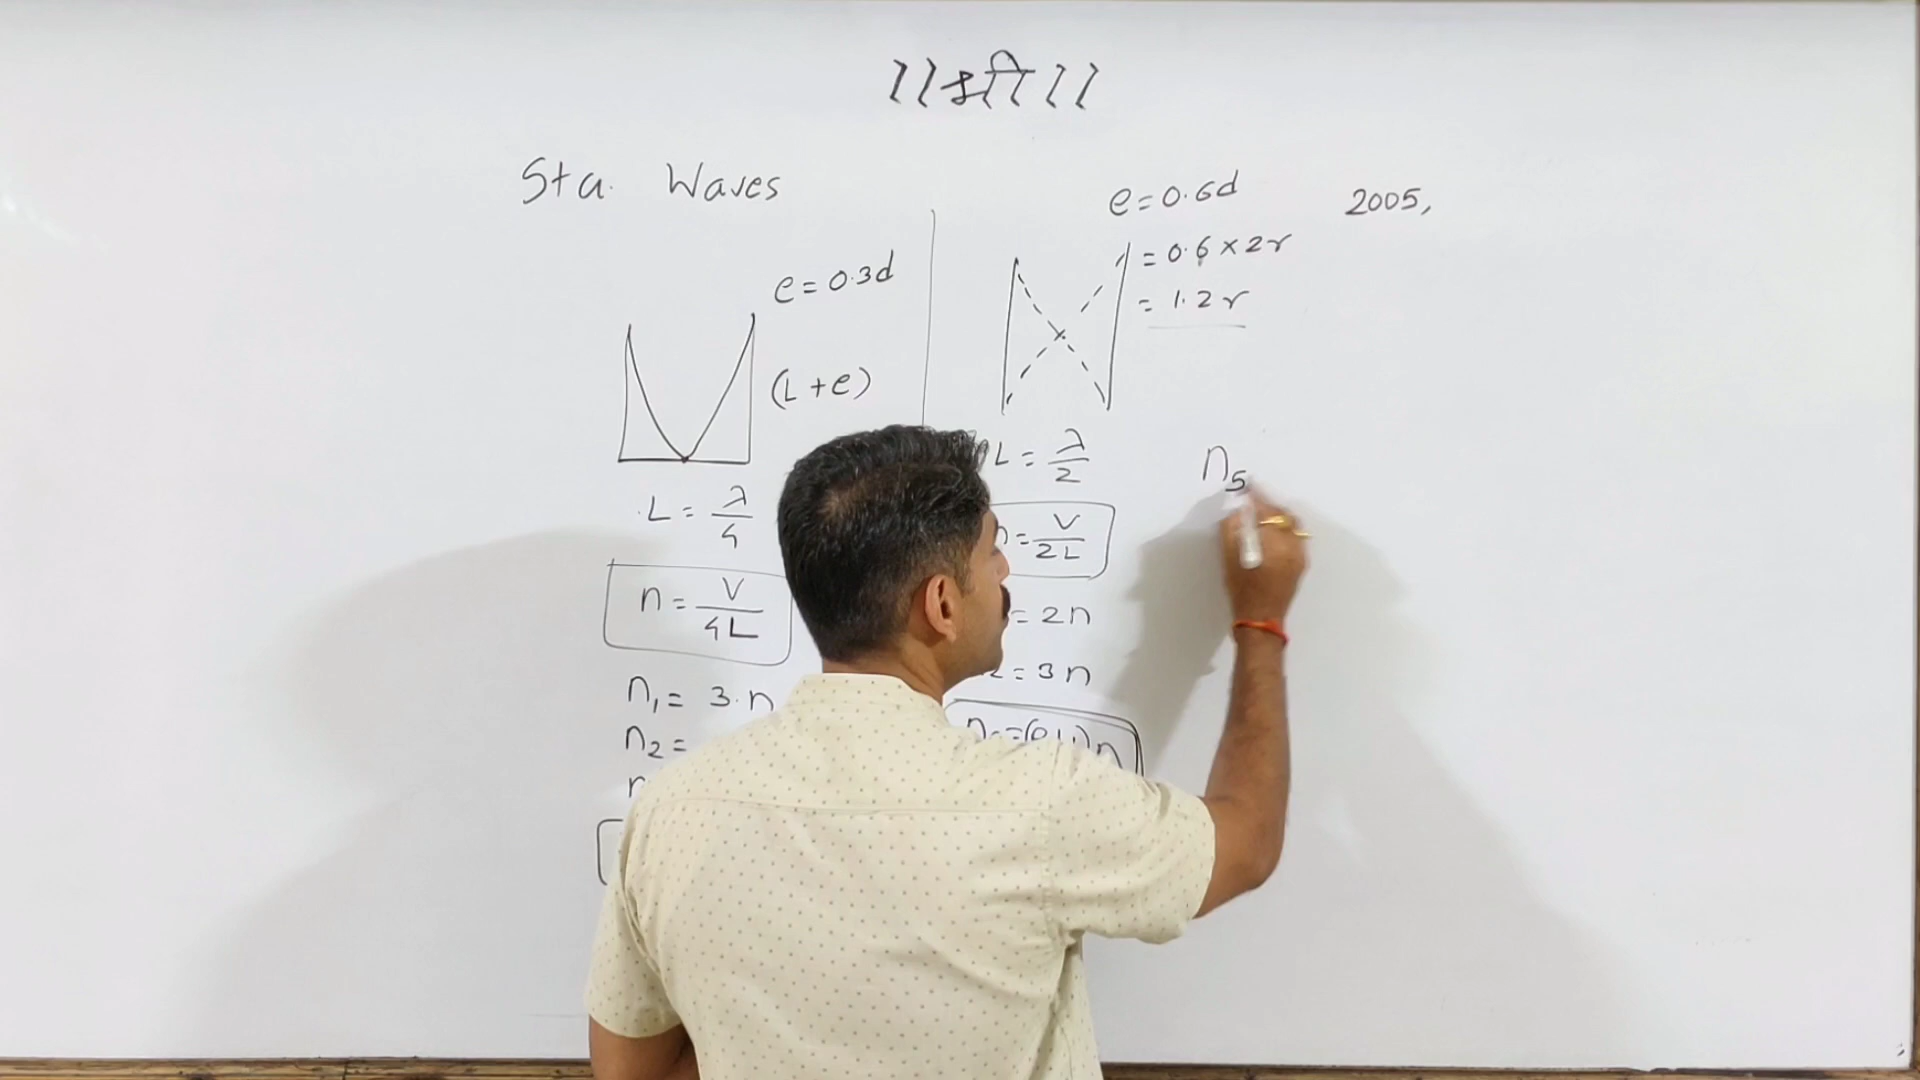 ॥श्री॥
Sta. Waves
e = 0.3d
(L + e)
L = λ/4
n = V/4L
n₁ = 3.n
n₂ =
e = 0.6d
= 0.6 × 2r
= 1.2r
L = λ/2
= V/2L
= 2n
= 3n
2005,
n₅